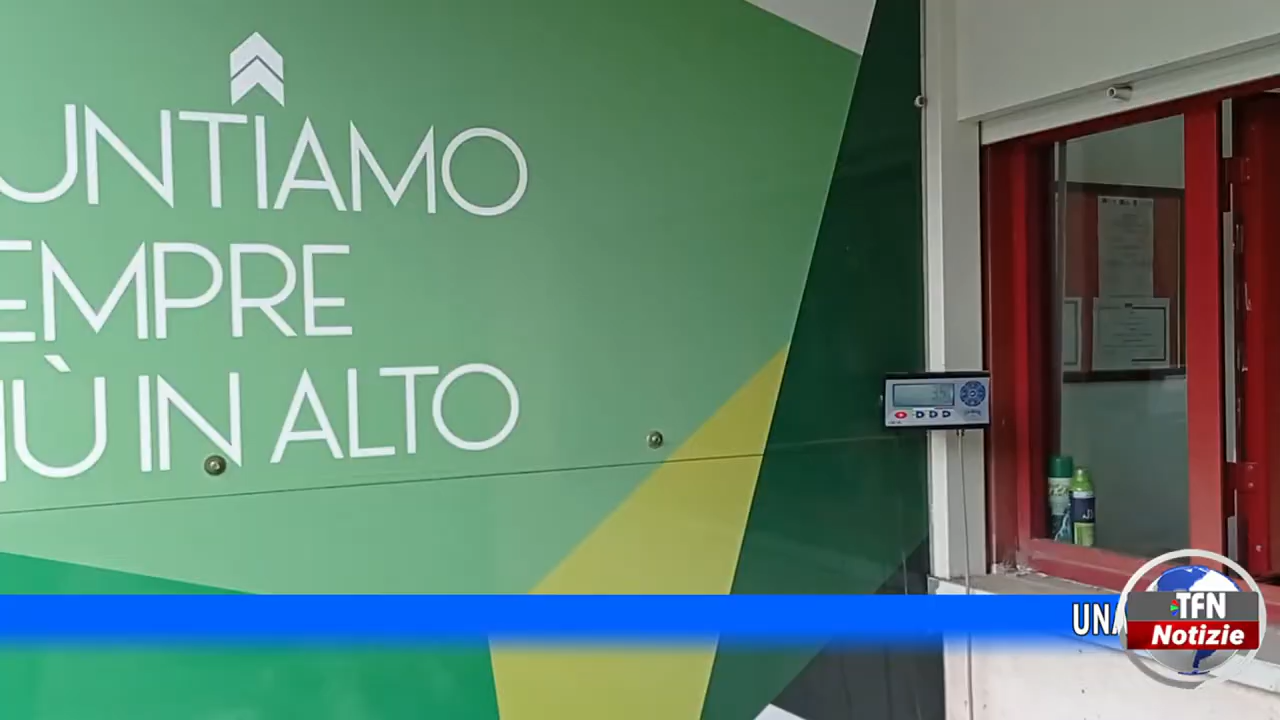 UNTIAMO
EMPRE
IÙ IN ALTO
UNA
TFN
Notizie